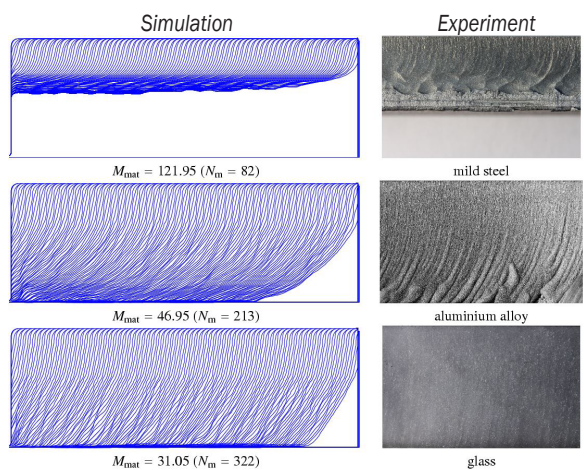 Simulation Experiment
M_mat = 121.95 (N_m = 82) mild steel
M_mat = 46.95 (N_m = 213) aluminium alloy
M_mat = 31.05 (N_m = 322) glass